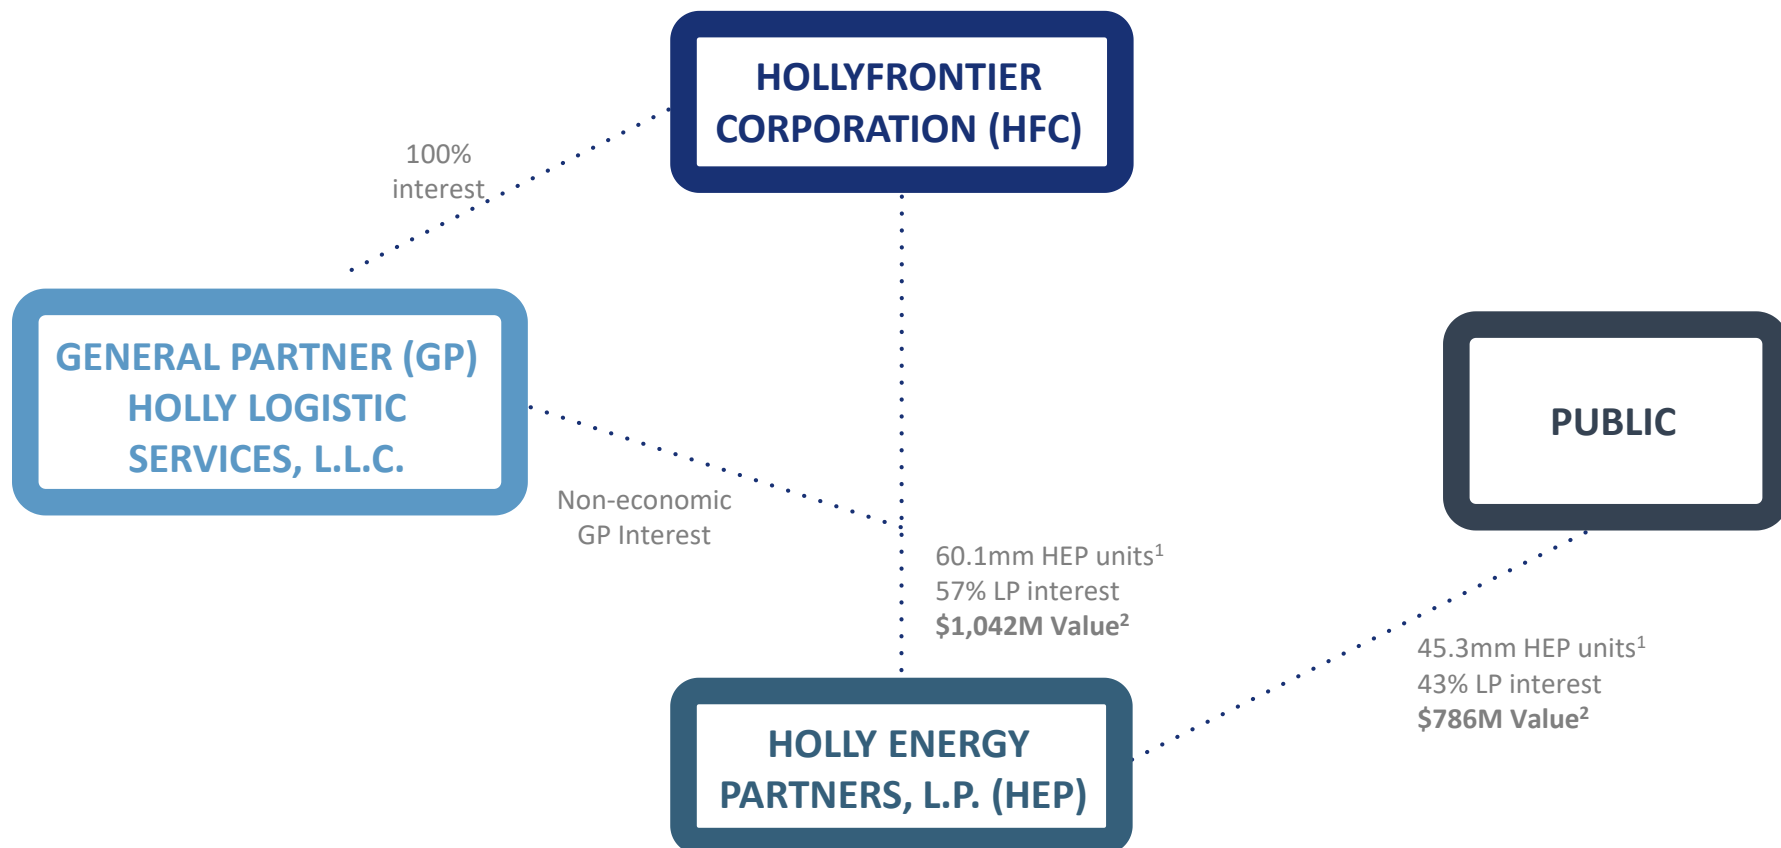 HOLLYFRONTIER
CORPORATION (HFC)
100%
interest
GENERAL PARTNER (GP)
HOLLY LOGISTIC
SERVICES, L.L.C.
PUBLIC
Non-economic
GP Interest
60.1mm HEP units¹
57% LP interest
$1,042M Value²
45.3mm HEP units¹
43% LP interest
$786M Value²
HOLLY ENERGY
PARTNERS, L.P. (HEP)